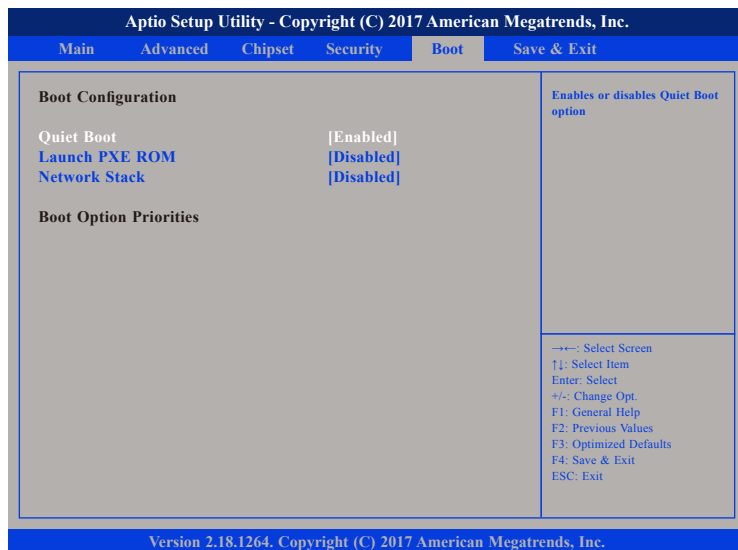 Aptio Setup Utility - Copyright (C) 2017 American Megatrends, Inc.
Main Advanced Chipset Security Boot Save & Exit
Boot Configuration
Quiet Boot [Enabled]
Launch PXE ROM [Disabled]
Network Stack [Disabled]
Boot Option Priorities
Enables or disables Quiet Boot
option
→←: Select Screen
↑↓: Select Item
Enter: Select
+/-: Change Opt.
F1: General Help
F2: Previous Values
F3: Optimized Defaults
F4: Save & Exit
ESC: Exit
Version 2.18.1264. Copyright (C) 2017 American Megatrends, Inc.